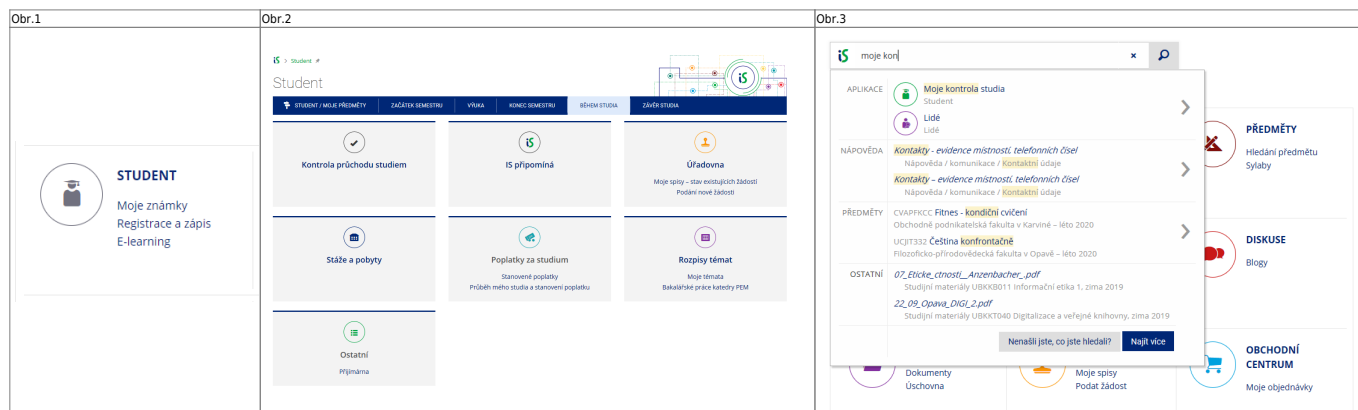 Obr.1
Obr.2
Obr.3
STUDENT
Moje známky
Registrace a zápis
E-learning
iS > Student
Student
iS
STUDENT / MOJE PŘEDMĚTY ZAČÁTEK SEMESTRU VÝUKA KONEC SEMESTRU BĚHEM STUDIA ZÁVĚR STUDIA
Kontrola průchodu studiem
iS
IS připomíná
Úřadovna
Moje spisy – stav existujících žádostí
Podání nové žádosti
Stáže a pobyty
Poplatky za studium
Stanovené poplatky
Průběh mého studia a stanovení poplatku
Rozpisy témat
Moje témata
Bakalářské práce katedry PEM
Ostatní
Přijímárna
iS moje kon
APLIKACE
Moje kontrola studia
Student
Lidé
Lidé
NÁPOVĚDA
Kontakty - evidence místností, telefonních čísel
Nápověda / komunikace / Kontaktní údaje
Kontakty – evidence místností, telefonních čísel
Nápověda / komunikace / Kontaktní údaje
PŘEDMĚTY
CVAPFKCC Fitnes - kondiční cvičení
Obchodně podnikatelská fakulta v Karviné – léto 2020
UCJIT332 Čeština konfrontačně
Filozoficko-přírodovědecká fakulta v Opavě – léto 2020
OSTATNÍ
07_Eticke_ctnosti__Anzenbacher_.pdf
Studijní materiály UBKKB011 Informační etika 1, zima 2019
22_09_Opava_DIGI_2.pdf
Studijní materiály UBKKT040 Digitalizace a veřejné knihovny, zima 2019
Nenašli jste, co jste hledali? Najít více
PŘEDMĚTY
Hledání předmětu
Sylaby
DISKUSE
Blogy
Dokumenty
Úschovna
Moje spisy
Podat žádost
OBCHODNÍ
CENTRUM
Moje objednávky